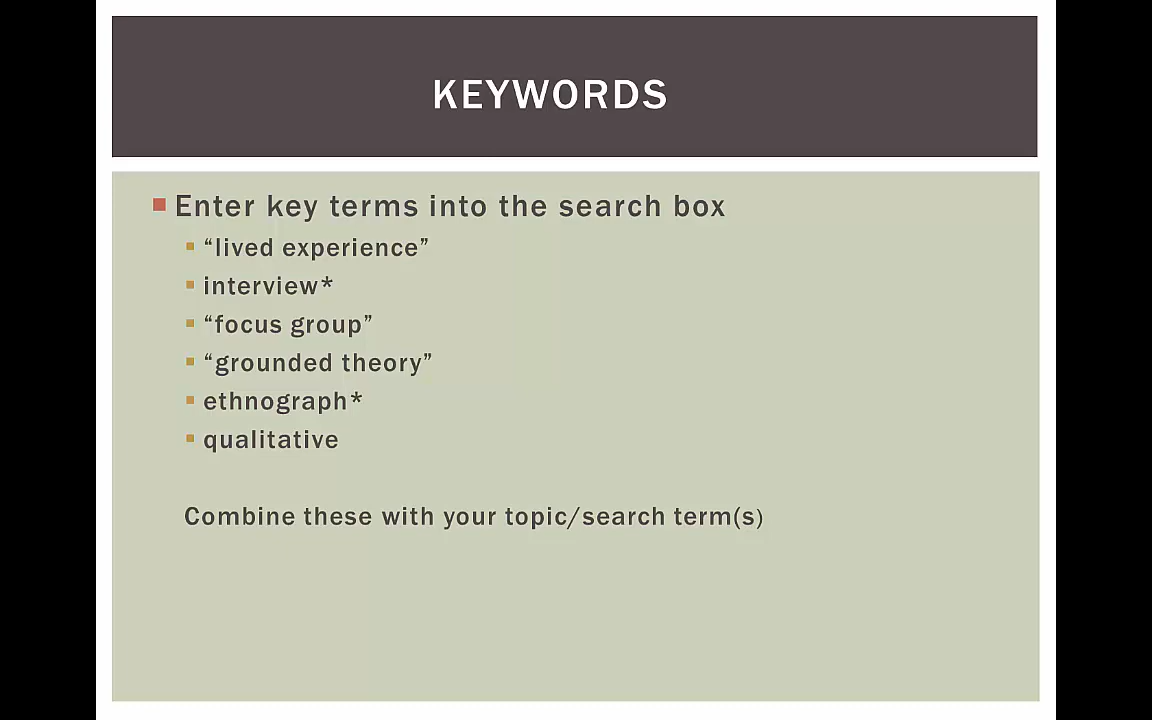 KEYWORDS
Enter key terms into the search box
“lived experience”
interview*
“focus group”
“grounded theory”
ethnograph*
qualitative
Combine these with your topic/search term(s)